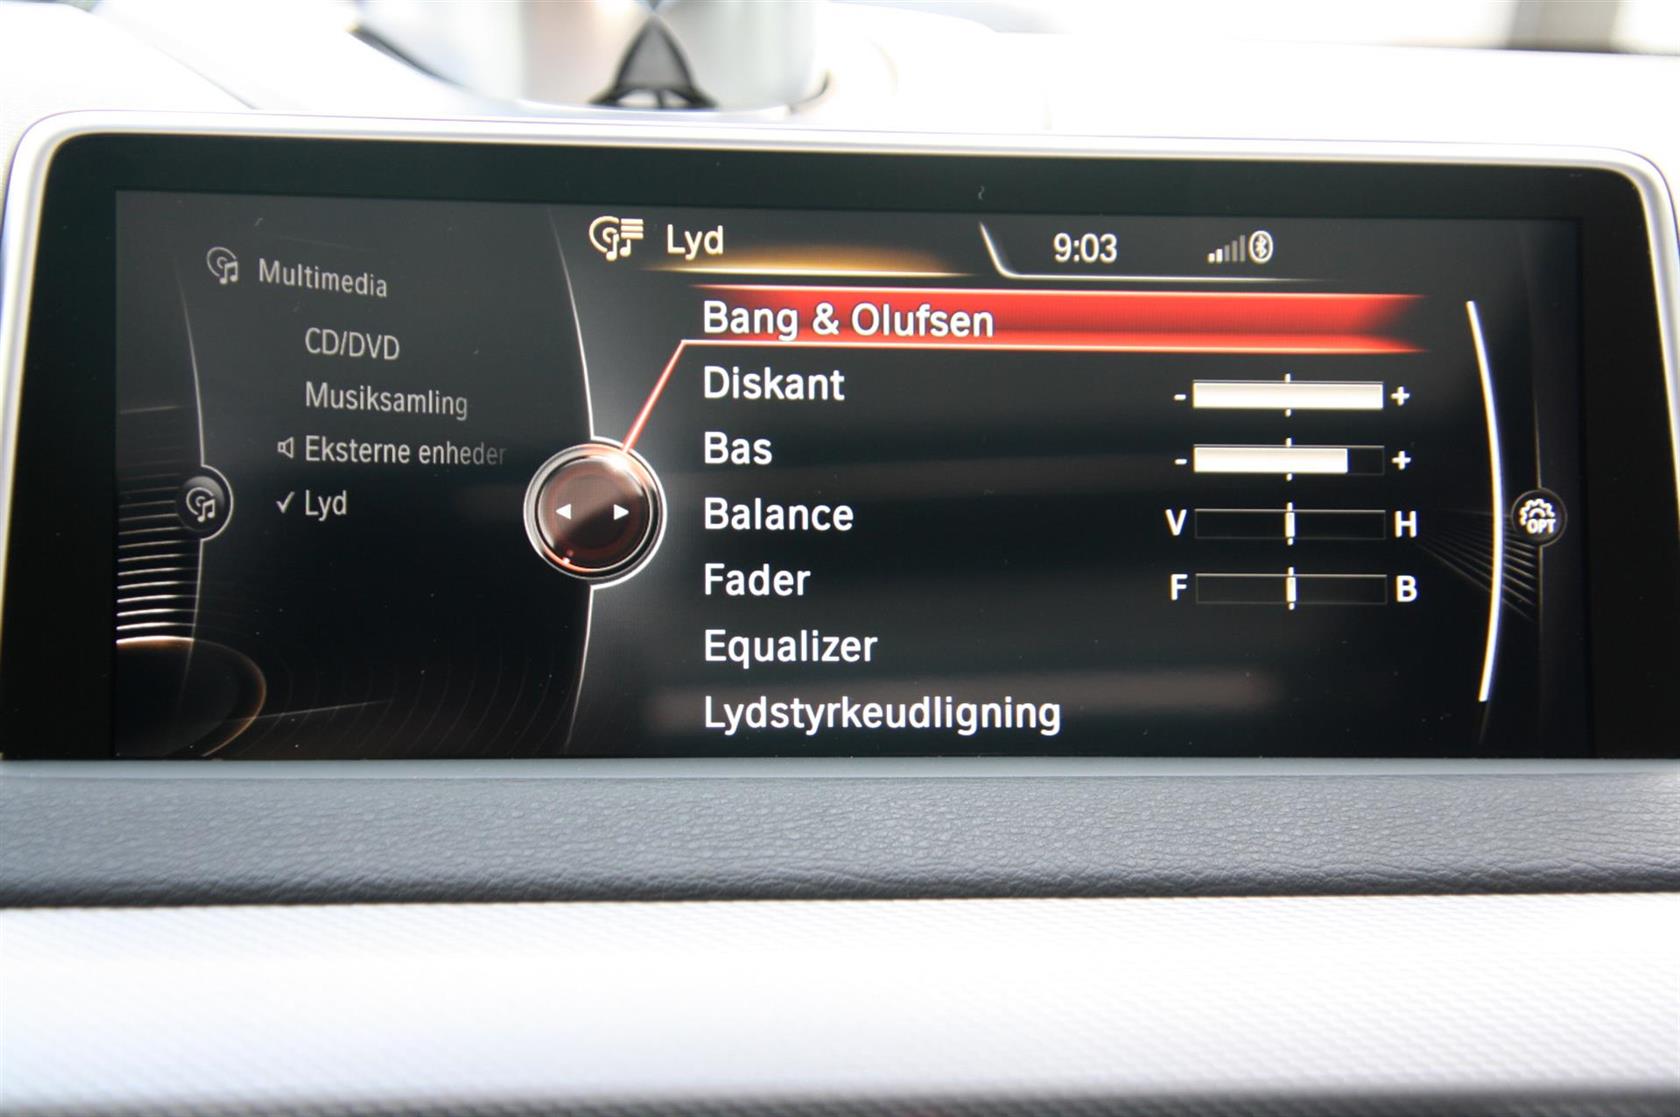 Multimedia
CD/DVD
Musiksamling
Eksterne enheder
✓ Lyd
Lyd
9:03
Bang & Olufsen
Diskant - +
Bas - +
Balance V H
Fader F B
Equalizer
Lydstyrkeudligning
OPT